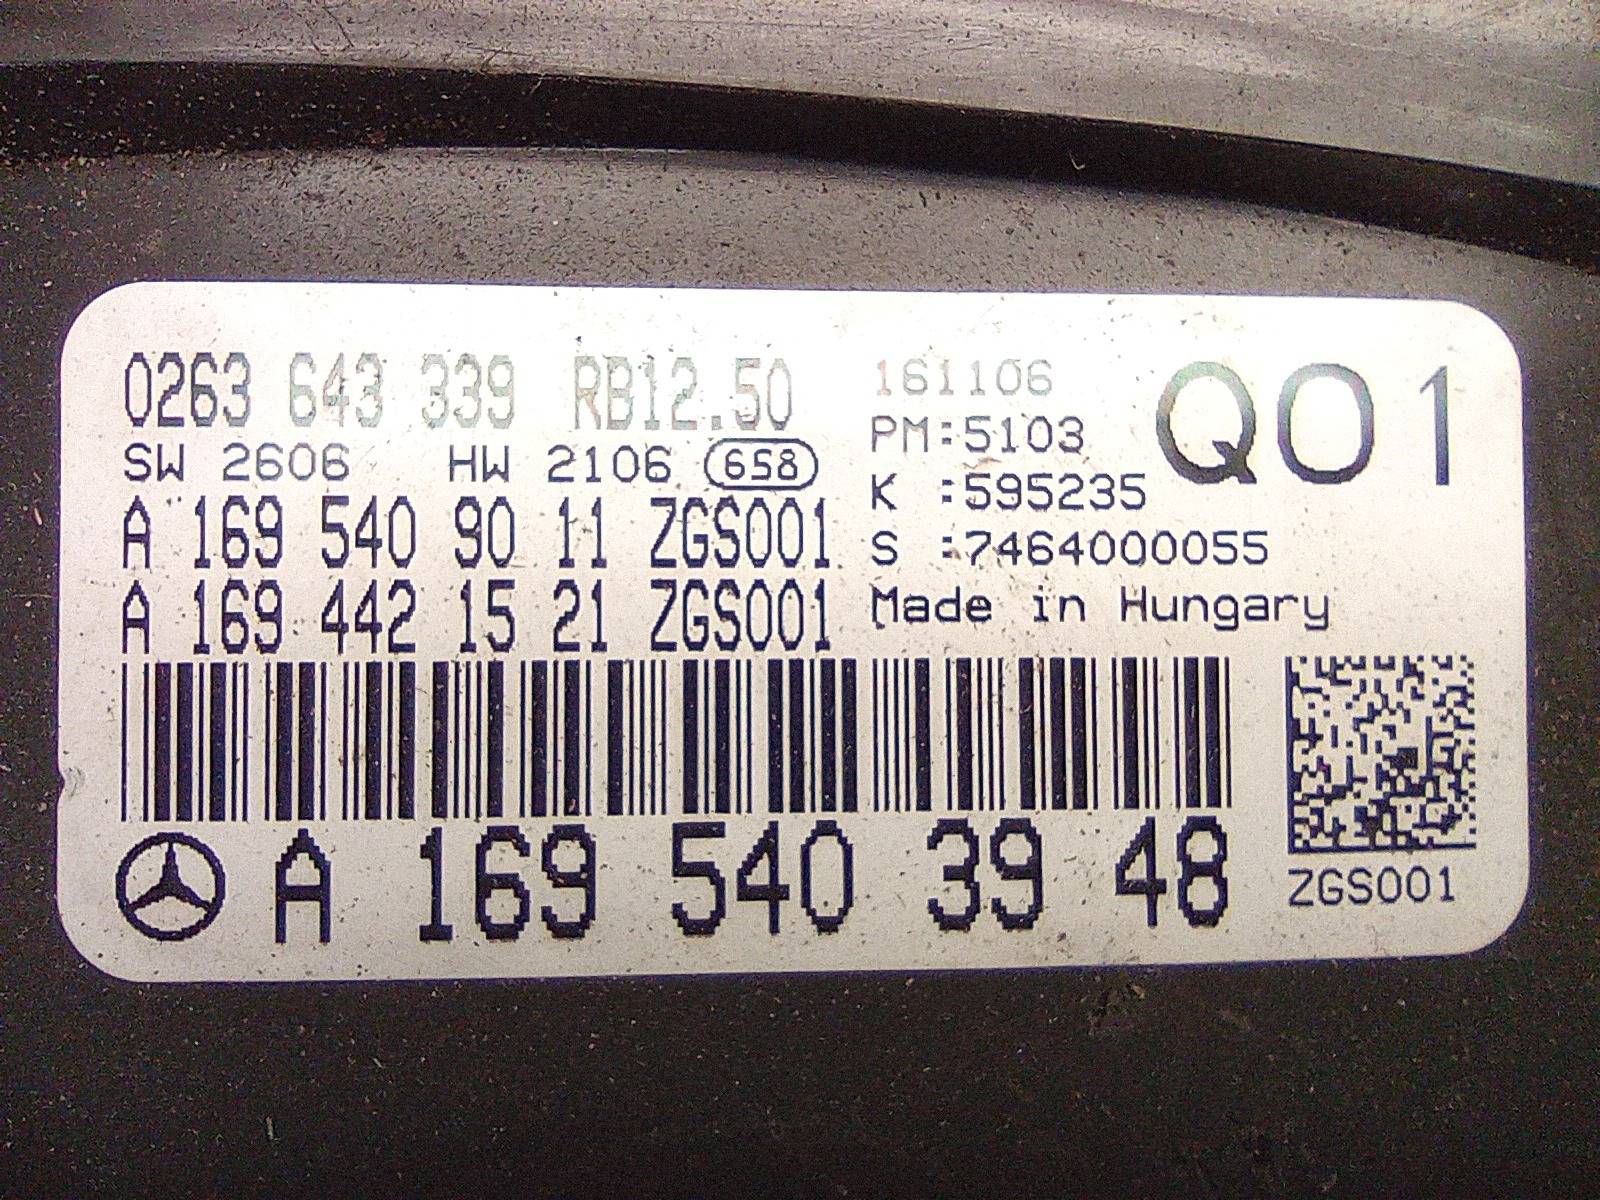 0263 643 339 RB12.50
SW 2606 HW 2106 658
A 169 540 90 11 ZGS001
A 169 442 15 21 ZGS001
161106
PM:5103
K :595235
S :7464000055
Made in Hungary
Q01
A 169 540 39 48
ZGS001